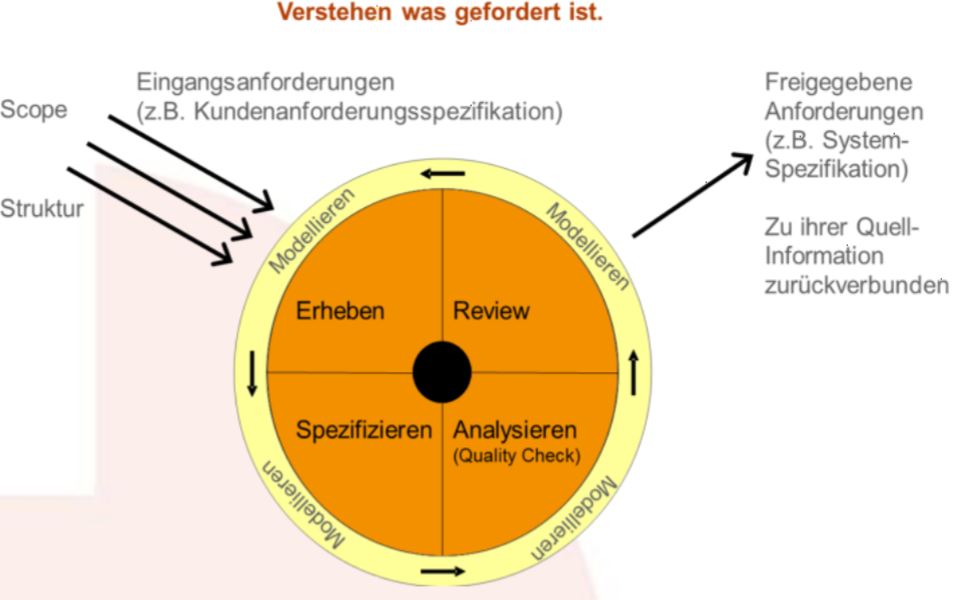 Verstehen was gefordert ist.
Eingangsanforderungen
(z.B. Kundenanforderungsspezifikation)
Scope
Struktur
Freigegebene
Anforderungen
(z.B. System-
Spezifikation)
Zu ihrer Quell-
Information
zurückverbunden
Modellieren
Modellieren
Erheben
Review
Spezifizieren
Analysieren
(Quality Check)
Modellieren
Modellieren